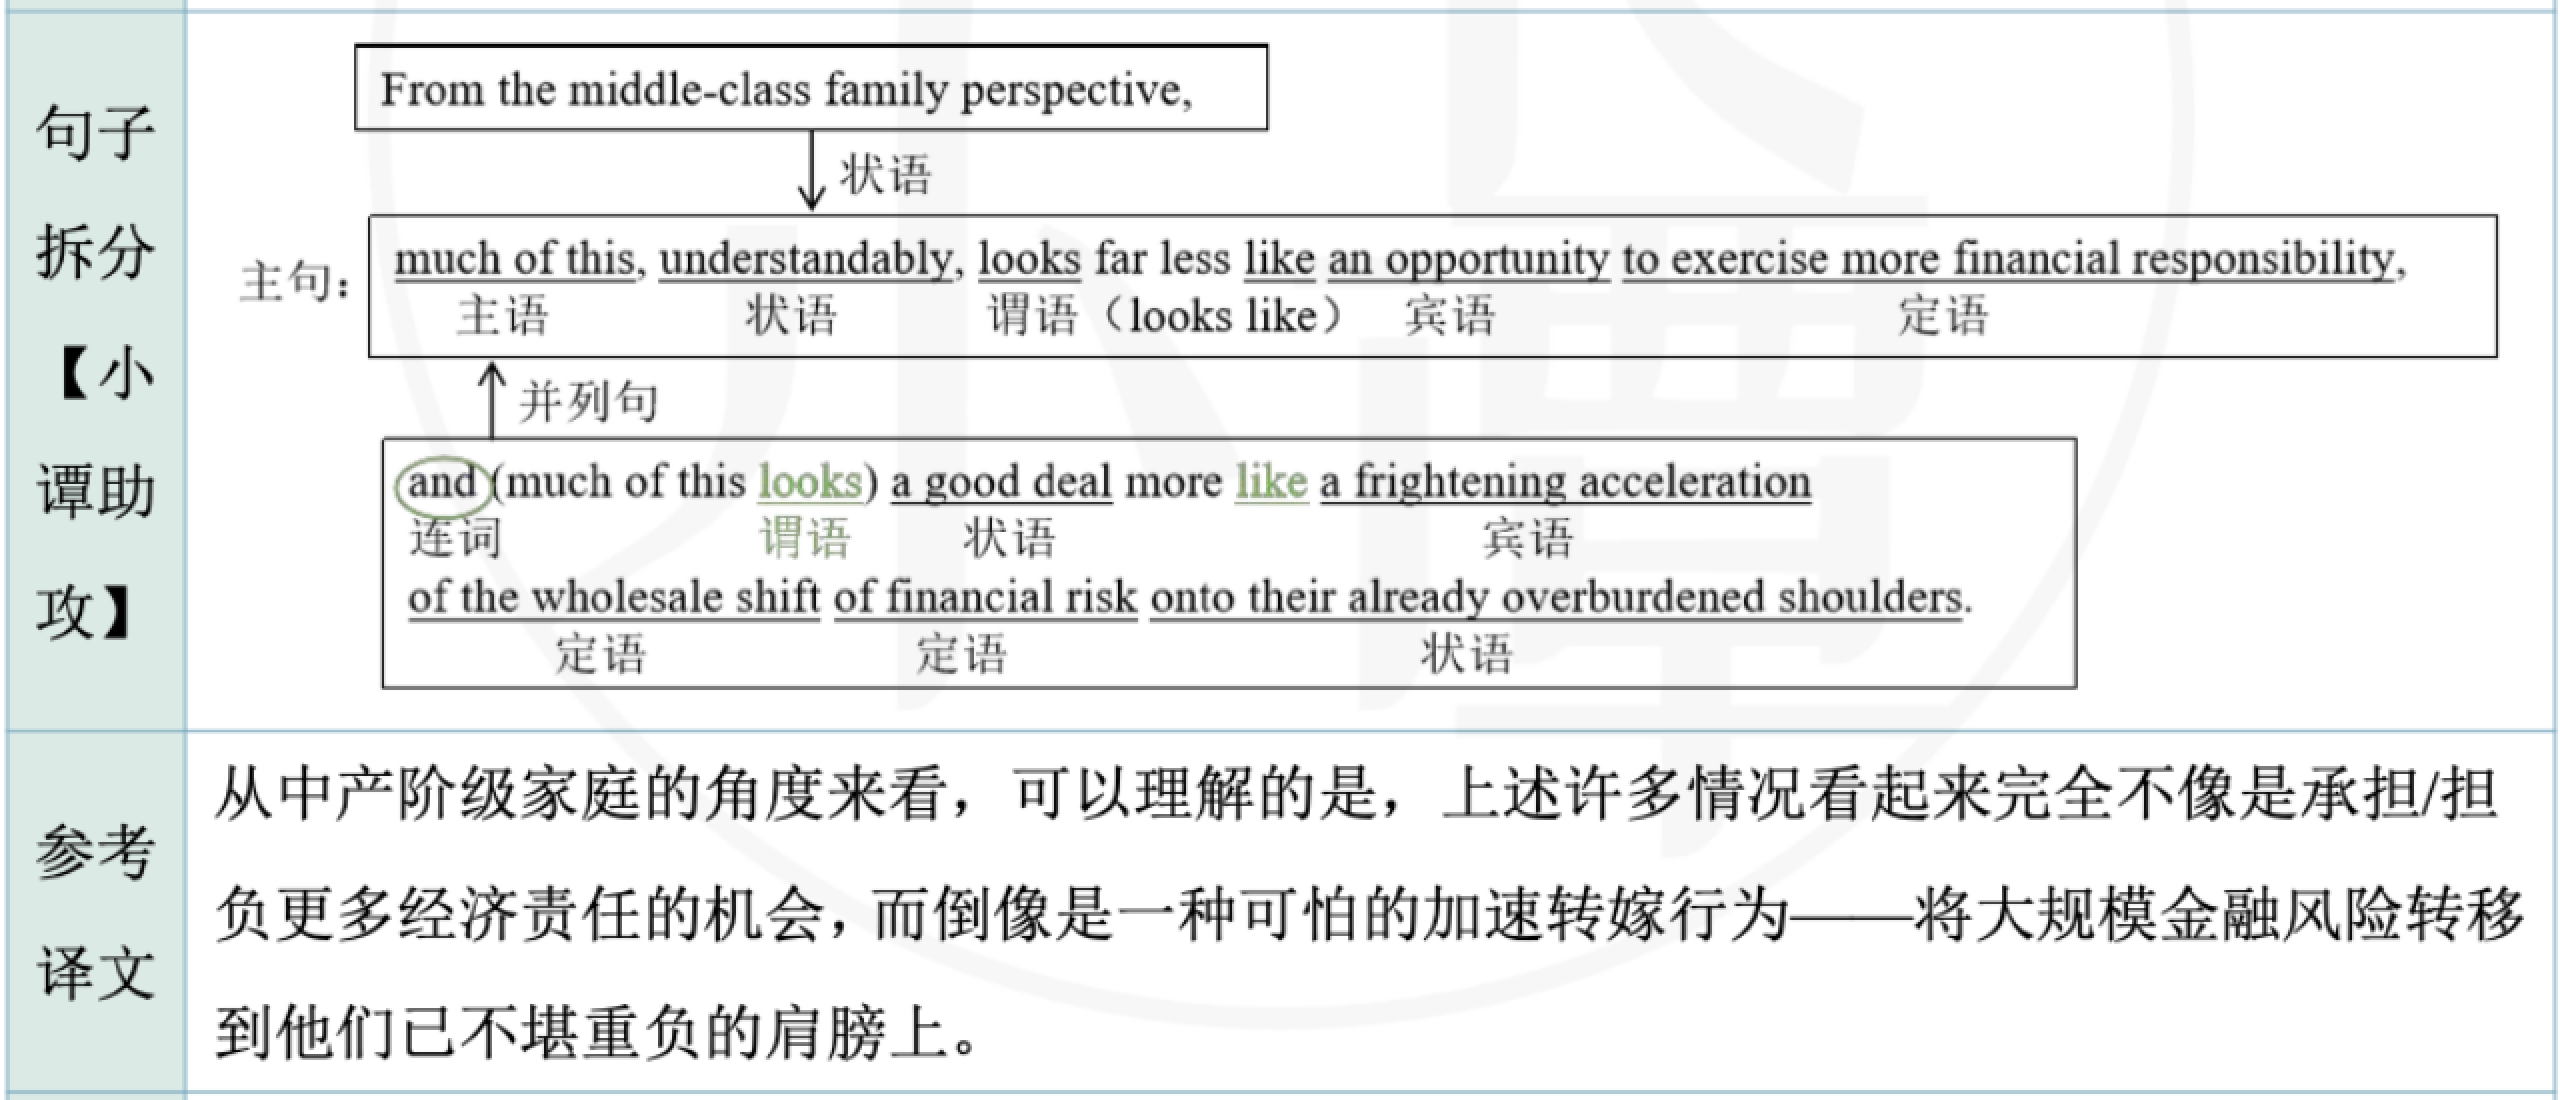 句子
拆分
【小
谭助
攻】
From the middle-class family perspective,
状语
主句：
much of this, understandably, looks far less like an opportunity to exercise more financial responsibility,
主语 状语 谓语（looks like） 宾语 定语
并列句
and (much of this looks) a good deal more like a frightening acceleration
连词 谓语 状语 宾语
of the wholesale shift of financial risk onto their already overburdened shoulders.
定语 定语 状语
参考
译文
从中产阶级家庭的角度来看，可以理解的是，上述许多情况看起来完全不像是承担/担
负更多经济责任的机会，而倒像是一种可怕的加速转嫁行为——将大规模金融风险转移
到他们已不堪重负的肩膀上。